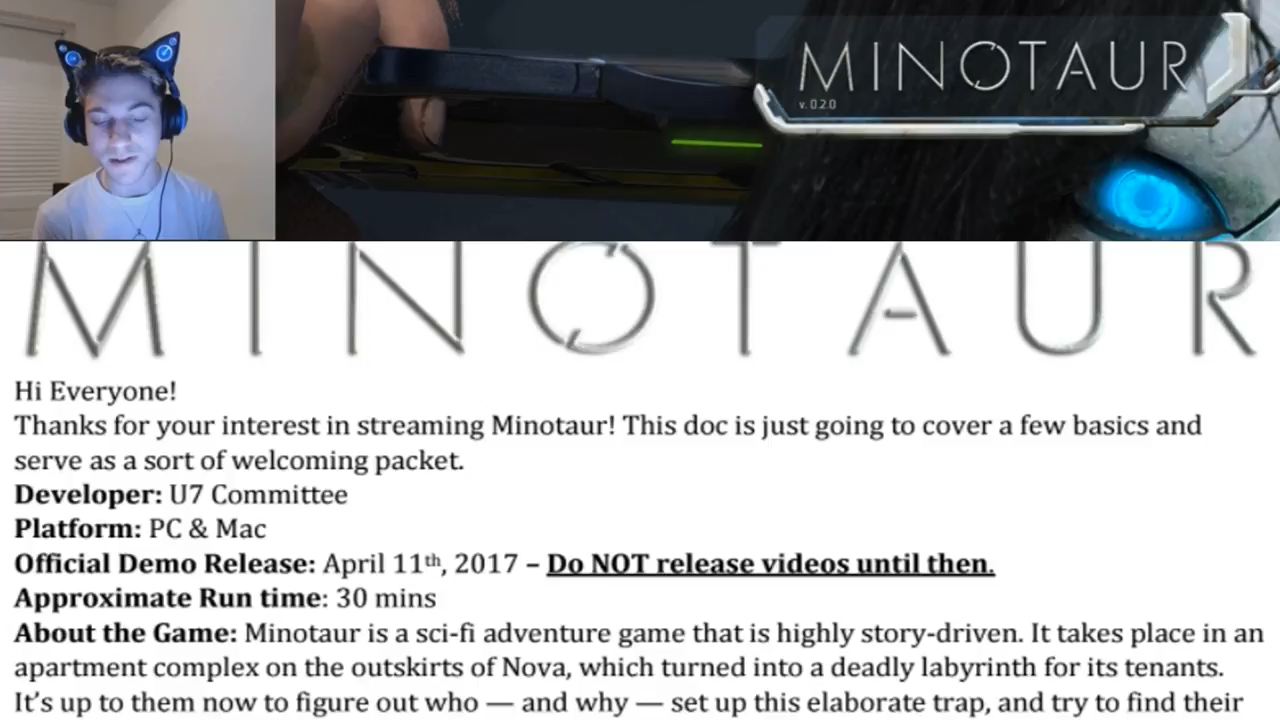 MINOTAUR
v. 0.2.0
MINOTAUR
Hi Everyone!
Thanks for your interest in streaming Minotaur! This doc is just going to cover a few basics and
serve as a sort of welcoming packet.
Developer: U7 Committee
Platform: PC & Mac
Official Demo Release: April 11th, 2017 – Do NOT release videos until then.
Approximate Run time: 30 mins
About the Game: Minotaur is a sci-fi adventure game that is highly story-driven. It takes place in an
apartment complex on the outskirts of Nova, which turned into a deadly labyrinth for its tenants.
It’s up to them now to figure out who — and why — set up this elaborate trap, and try to find their